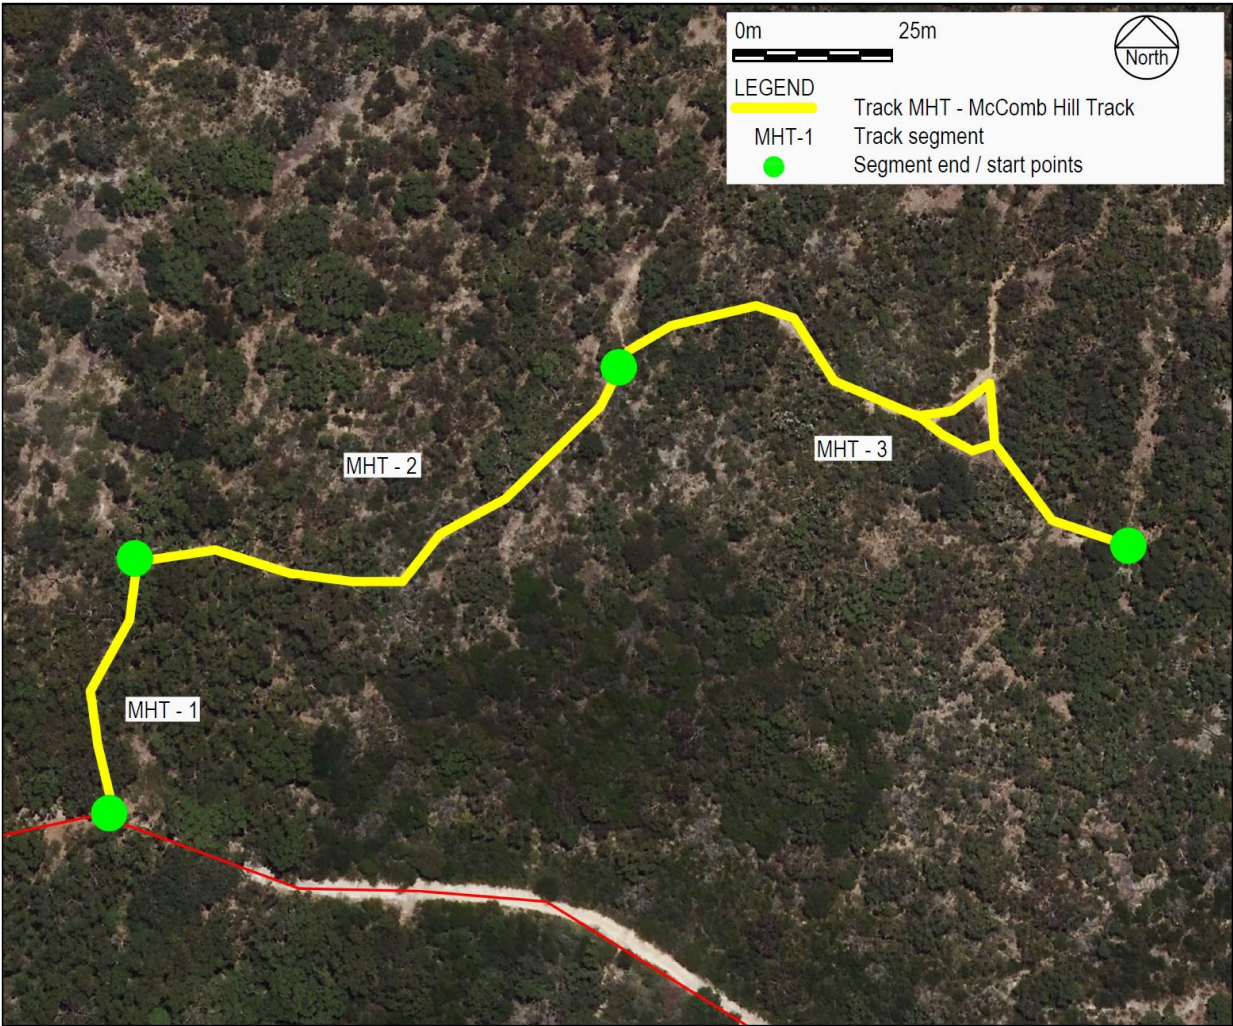 0m 25m
North
LEGEND
Track MHT - McComb Hill Track
MHT-1 Track segment
Segment end / start points
MHT - 2
MHT - 3
MHT - 1